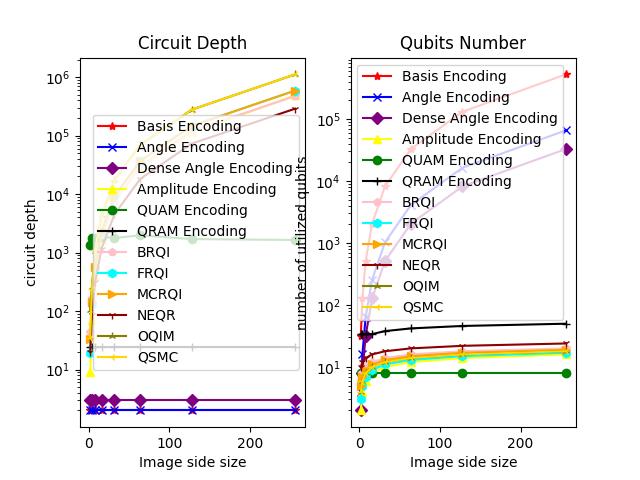 Circuit Depth
circuit depth
10^6
10^5
10^4
10^3
10^2
10^1
Basis Encoding
Angle Encoding
Dense Angle Encoding
Amplitude Encoding
QUAM Encoding
QRAM Encoding
BRQI
FRQI
MCRQI
NEQR
OQIM
QSMC
0
100
200
Image side size
Qubits Number
number of utilized qubits
10^5
10^4
10^3
10^2
10^1
Basis Encoding
Angle Encoding
Dense Angle Encoding
Amplitude Encoding
QUAM Encoding
QRAM Encoding
BRQI
FRQI
MCRQI
NEQR
OQIM
QSMC
0
100
200
Image side size